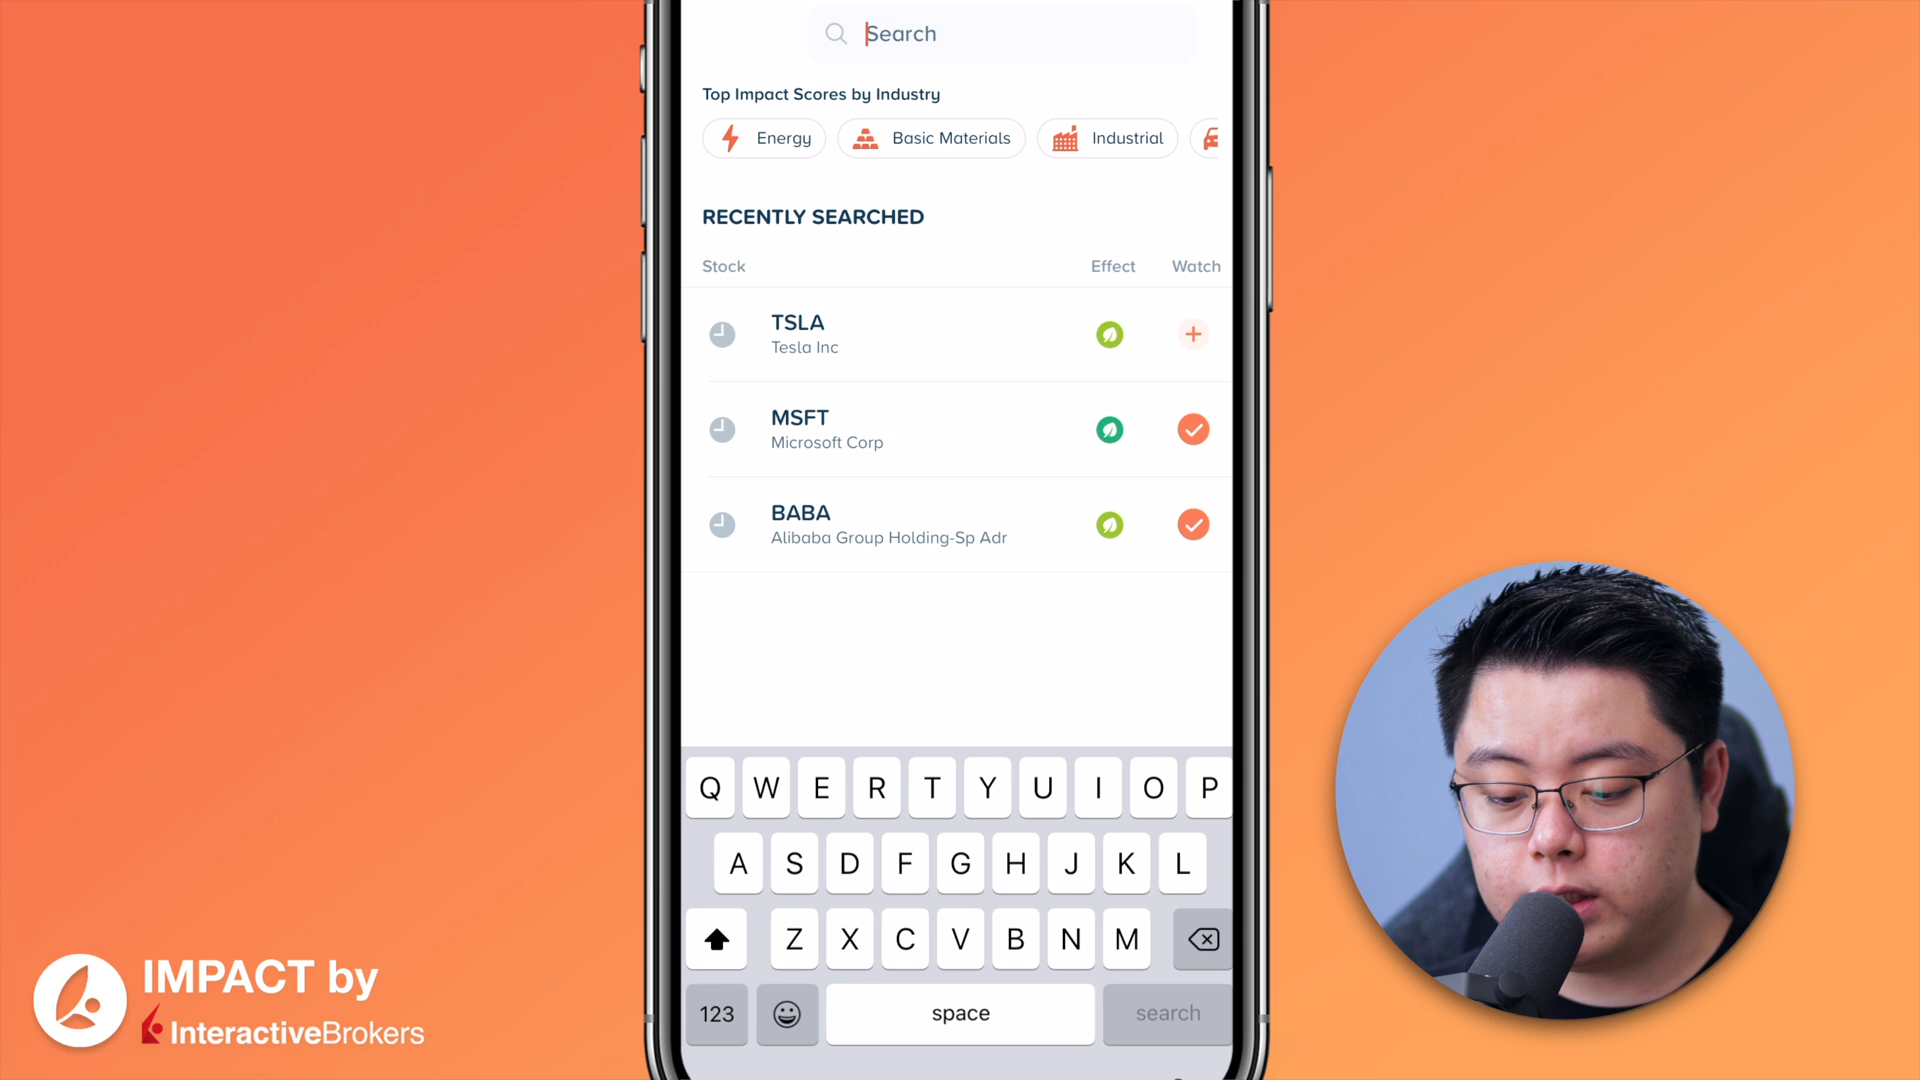 Search
Top Impact Scores by Industry
Energy
Basic Materials
Industrial
RECENTLY SEARCHED
Stock
Effect
Watch
TSLA
Tesla Inc
MSFT
Microsoft Corp
BABA
Alibaba Group Holding-Sp Adr
Q W E R T Y U I O P
A S D F G H J K L
Z X C V B N M
123
space
search
IMPACT by
InteractiveBrokers